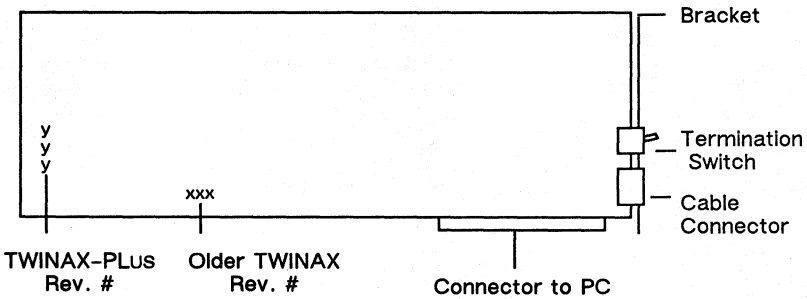 Bracket
y
y
y
Termination
Switch
xxx
Cable
Connector
TWINAX-PLUS
Rev. #
Older TWINAX
Rev. #
Connector to PC